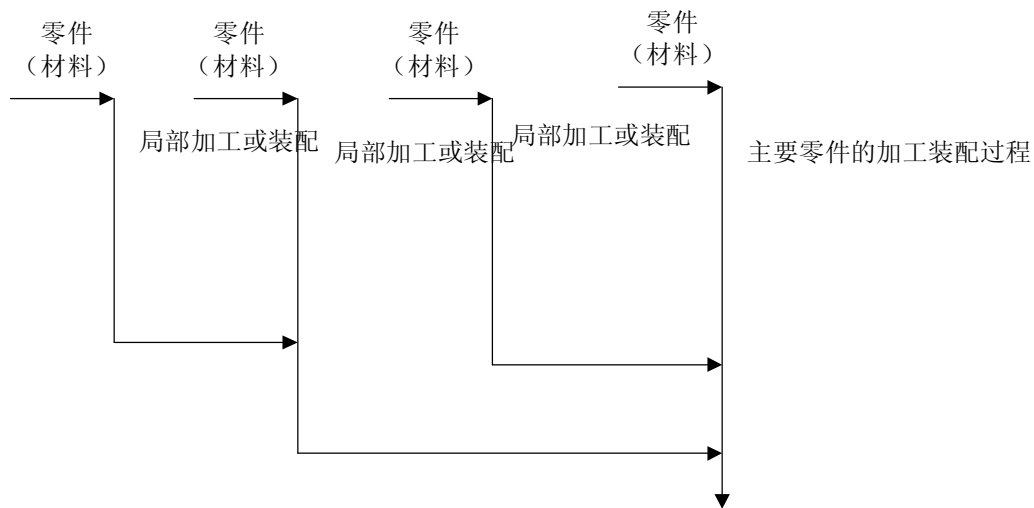 零件
（材料）
零件
（材料）
零件
（材料）
零件
（材料）
局部加工或装配
局部加工或装配
局部加工或装配
主要零件的加工装配过程